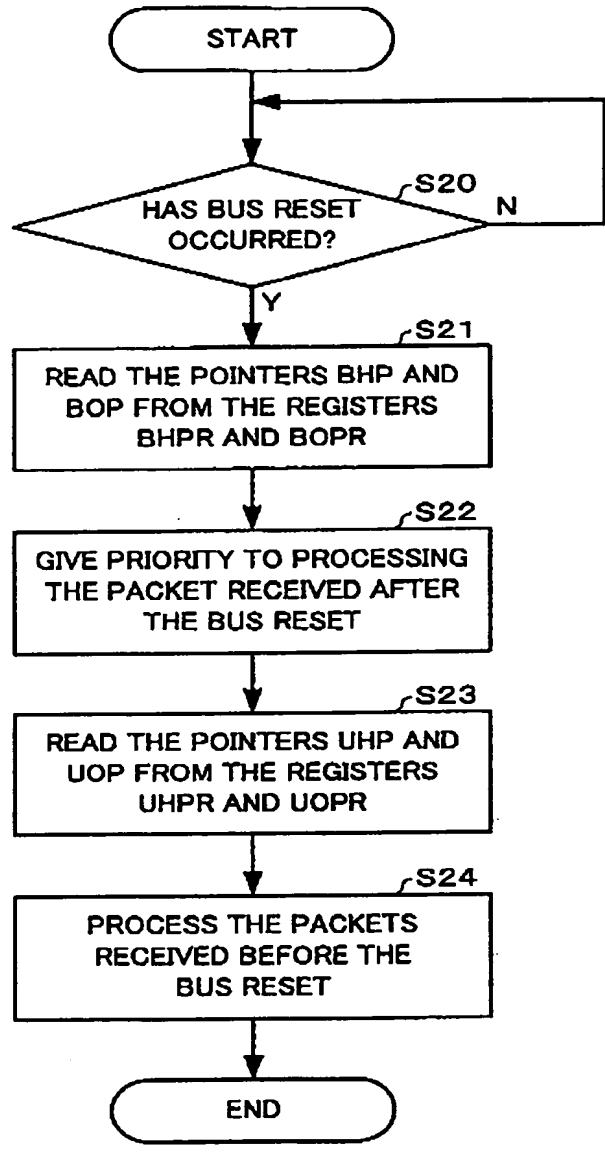 START
S20
HAS BUS RESET
OCCURRED?
N
Y
S21
READ THE POINTERS BHP AND
BOP FROM THE REGISTERS
BHPR AND BOPR
S22
GIVE PRIORITY TO PROCESSING
THE PACKET RECEIVED AFTER
THE BUS RESET
S23
READ THE POINTERS UHP AND
UOP FROM THE REGISTERS
UHPR AND UOPR
S24
PROCESS THE PACKETS
RECEIVED BEFORE THE
BUS RESET
END